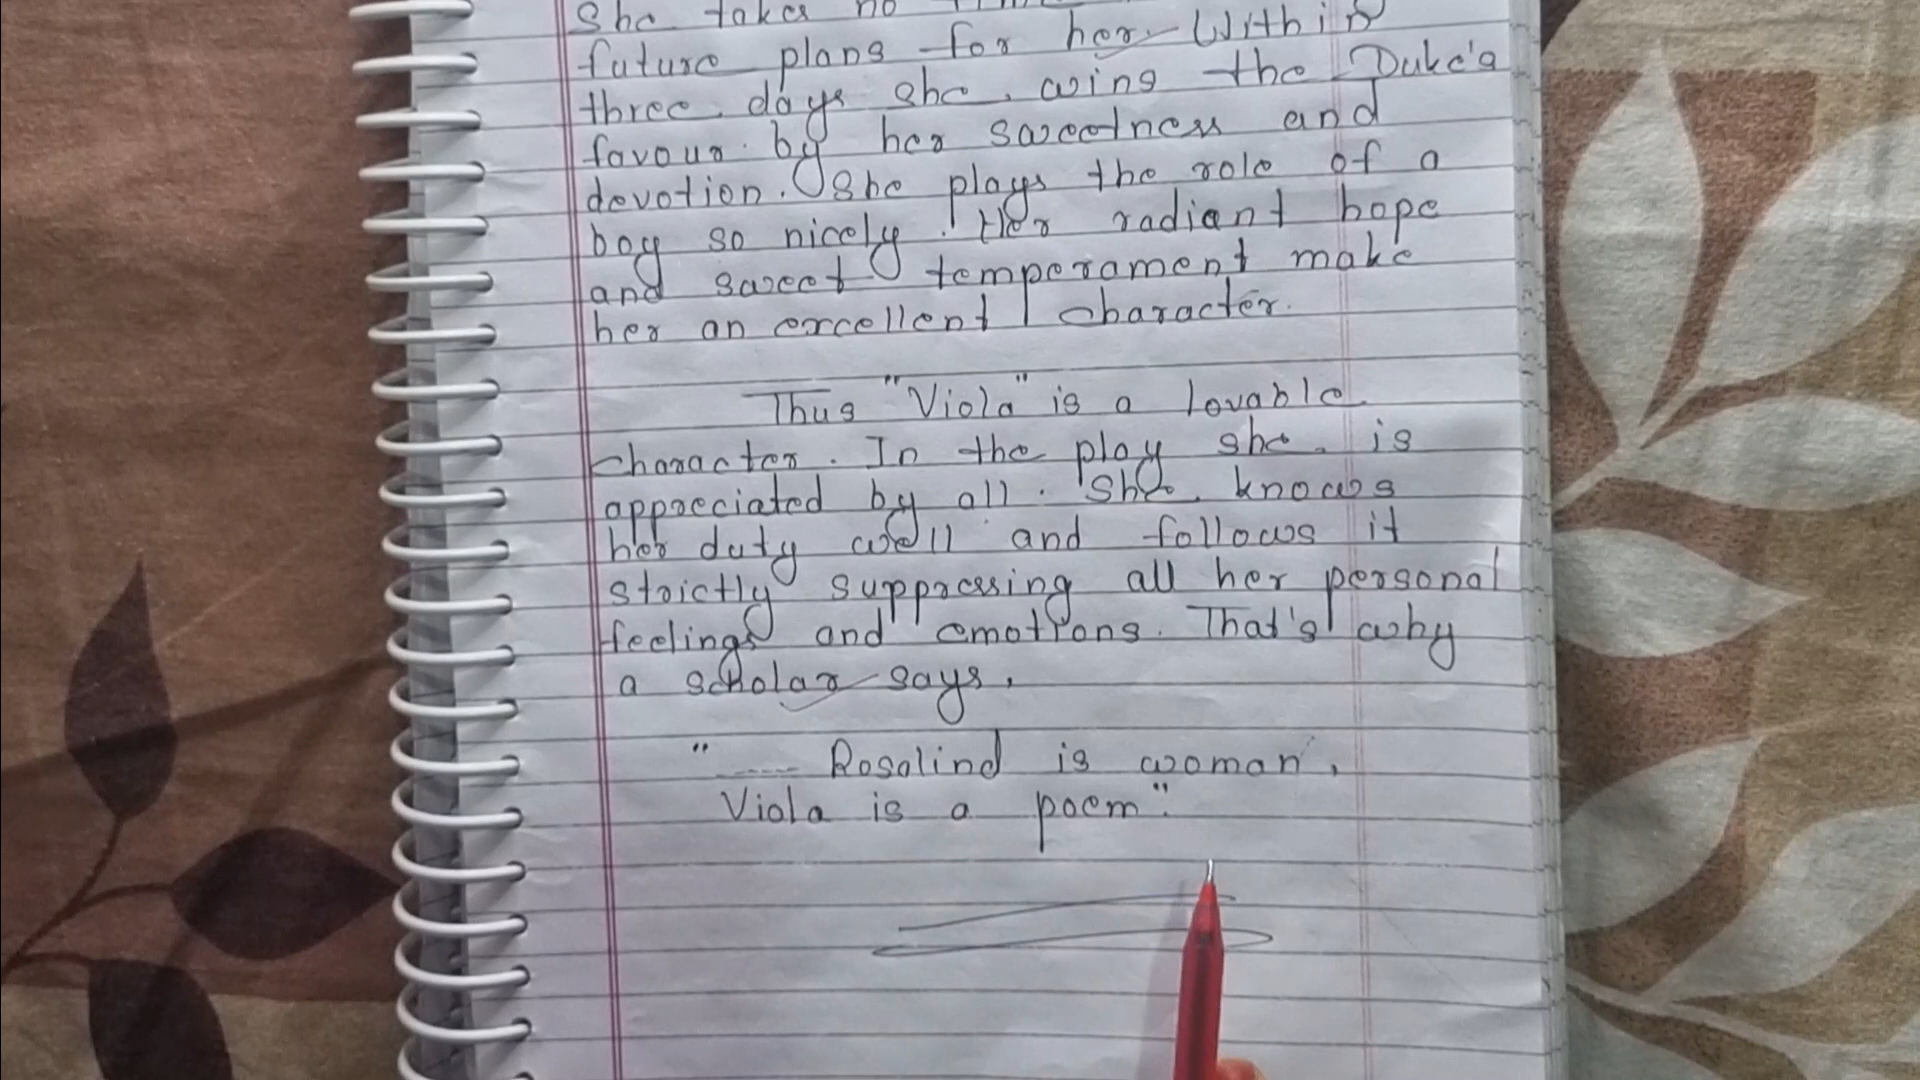 She takes no
future plans for her. Within
three days she wins the Duke's
favour by her sweetness and
devotion. She plays the role of a
boy so nicely. Her radiant hope
and sweet temperament make
her an excellent character.
Thus "Viola" is a lovable
character. In the play she is
appreciated by all. She knows
her duty well and follows it
strictly suppressing all her personal
feelings and emotions. That's why
a scholar says,
" ---- Rosalind is woman,
Viola is a poem".